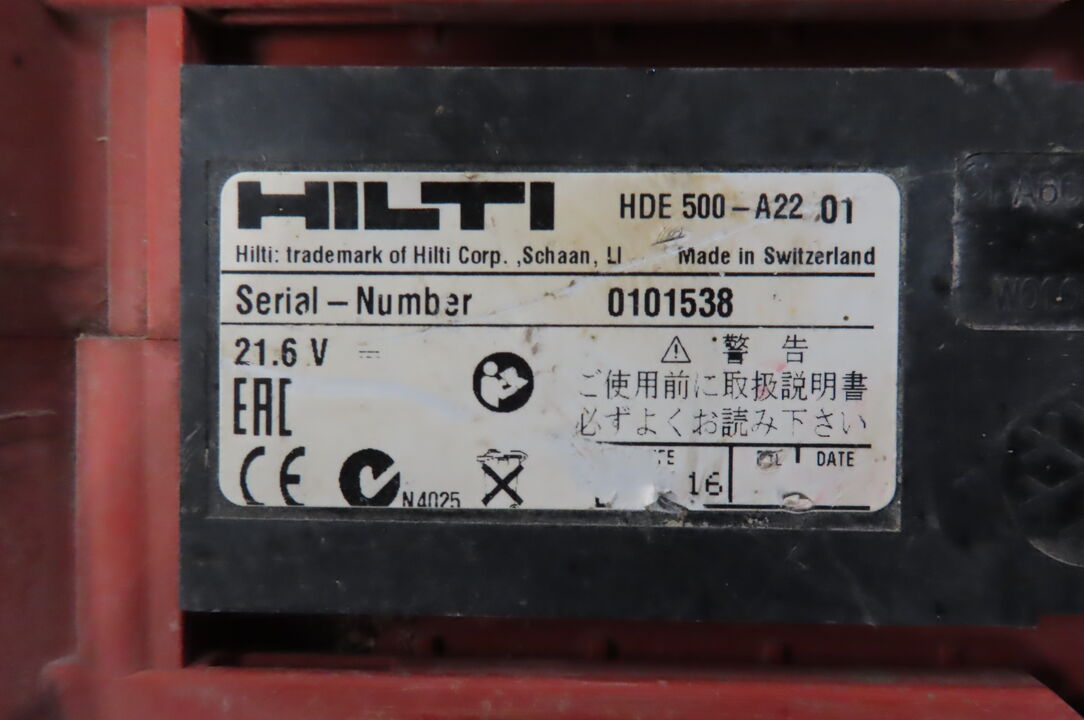 HILTI HDE 500-A22 01
Hilti: trademark of Hilti Corp. ,Schaan, LI Made in Switzerland
Serial-Number 0101538
21.6 V
⚠ 警告
EAC
ご使用前に取扱説明書
必ずよくお読み下さい
CE N4025
16 DATE